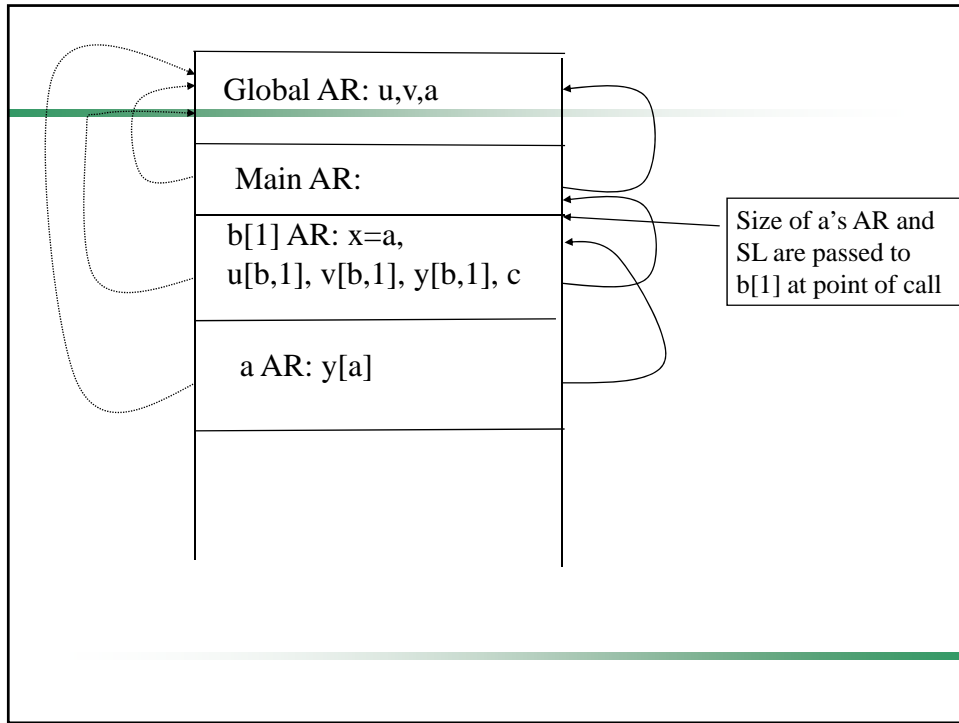 Global AR: u,v,a
Main AR:
b[1] AR: x=a,
u[b,1], v[b,1], y[b,1], c
a AR: y[a]
Size of a's AR and
SL are passed to
b[1] at point of call